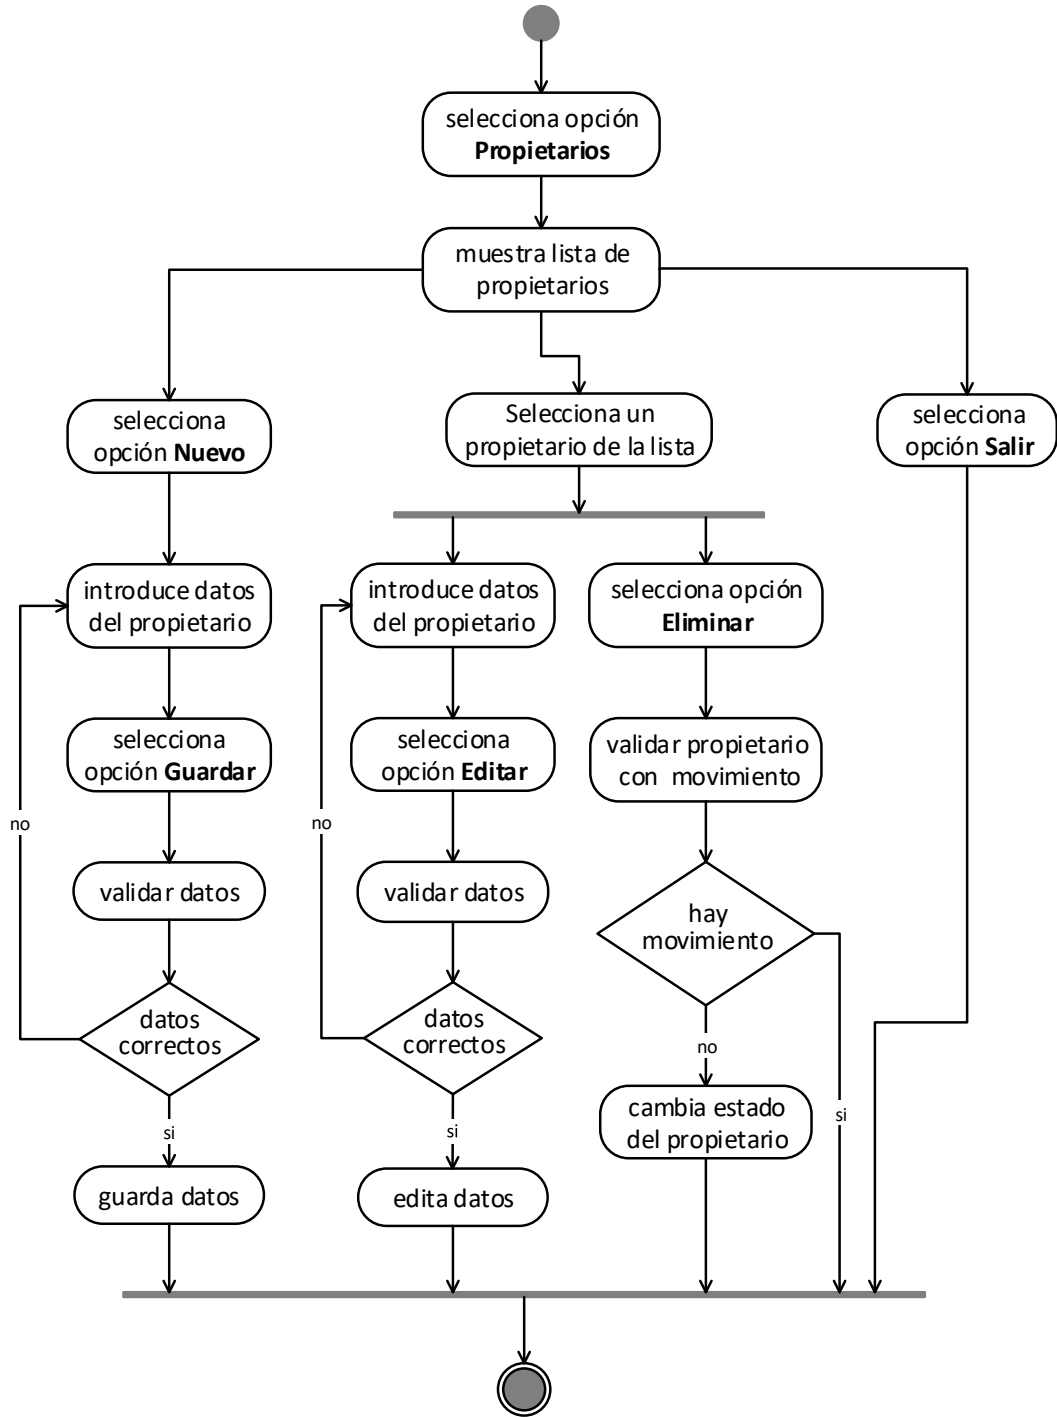 selecciona opción
Propietarios
muestra lista de
propietarios
selecciona
opción Nuevo
Selecciona un
propietario de la lista
selecciona
opción Salir
introduce datos
del propietario
introduce datos
del propietario
selecciona opción
Eliminar
selecciona
opción Guardar
selecciona
opción Editar
validar propietario
con movimiento
no
no
validar datos
validar datos
hay
movimiento
datos
correctos
datos
correctos
no
si
si
cambia estado
del propietario
si
guarda datos
edita datos